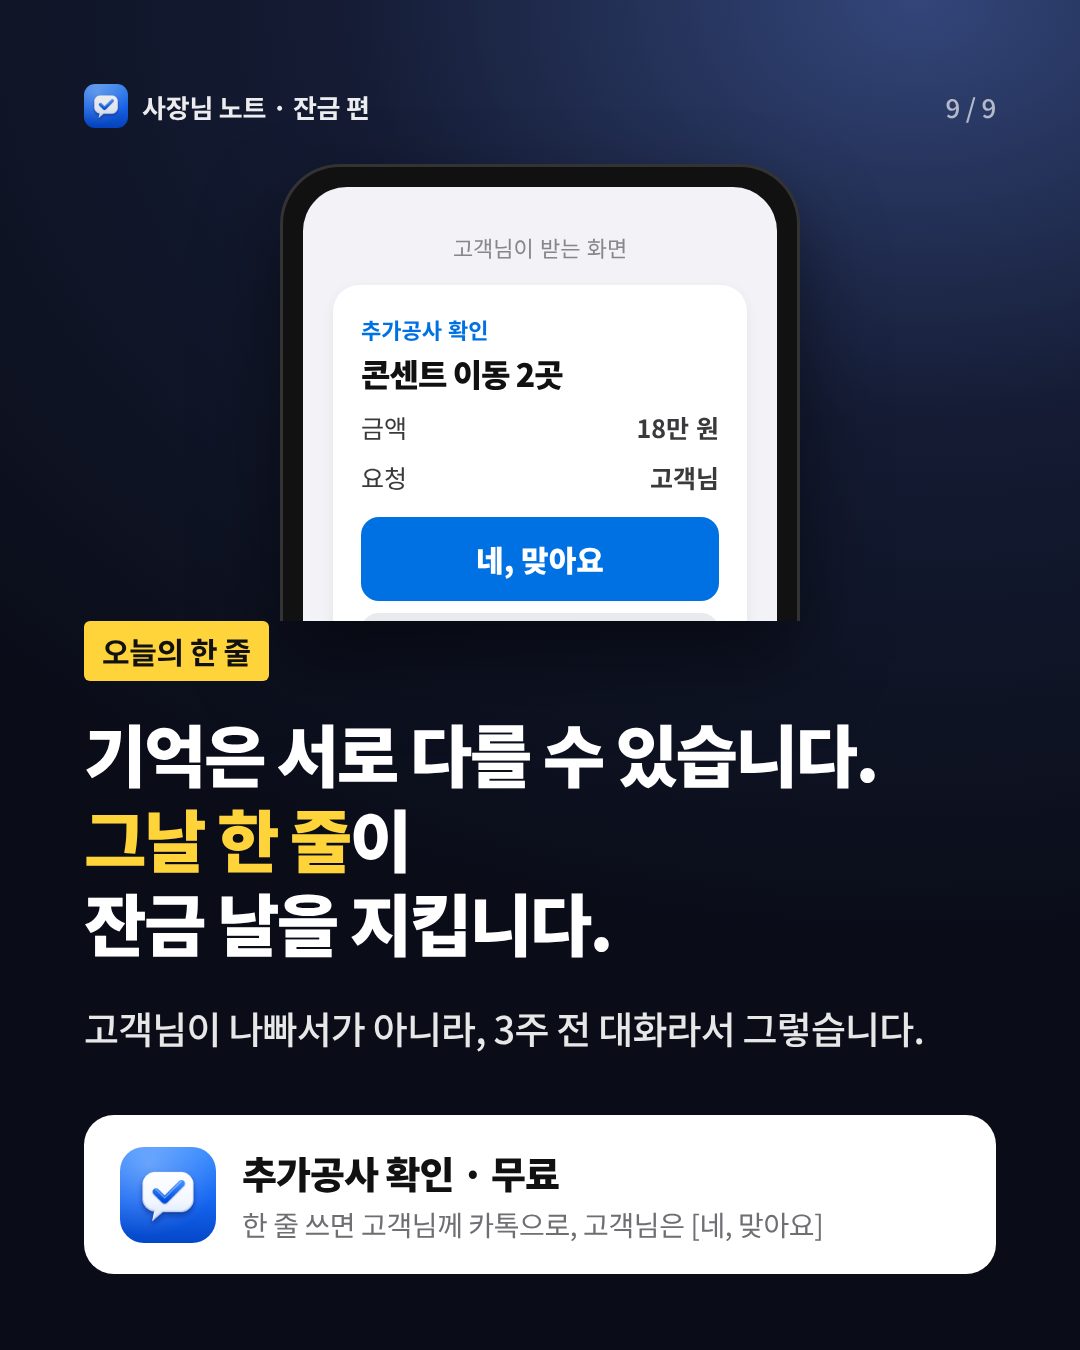 사장님 노트 · 잔금 편
9 / 9
고객님이 받는 화면
추가공사 확인
콘센트 이동 2곳
금액 18만 원
요청 고객님
네, 맞아요
오늘의 한 줄
기억은 서로 다를 수 있습니다.
그날 한 줄이
잔금 날을 지킵니다.
고객님이 나빠서가 아니라, 3주 전 대화라서 그렇습니다.
추가공사 확인 · 무료
한 줄 쓰면 고객님께 카톡으로, 고객님은 [네, 맞아요]